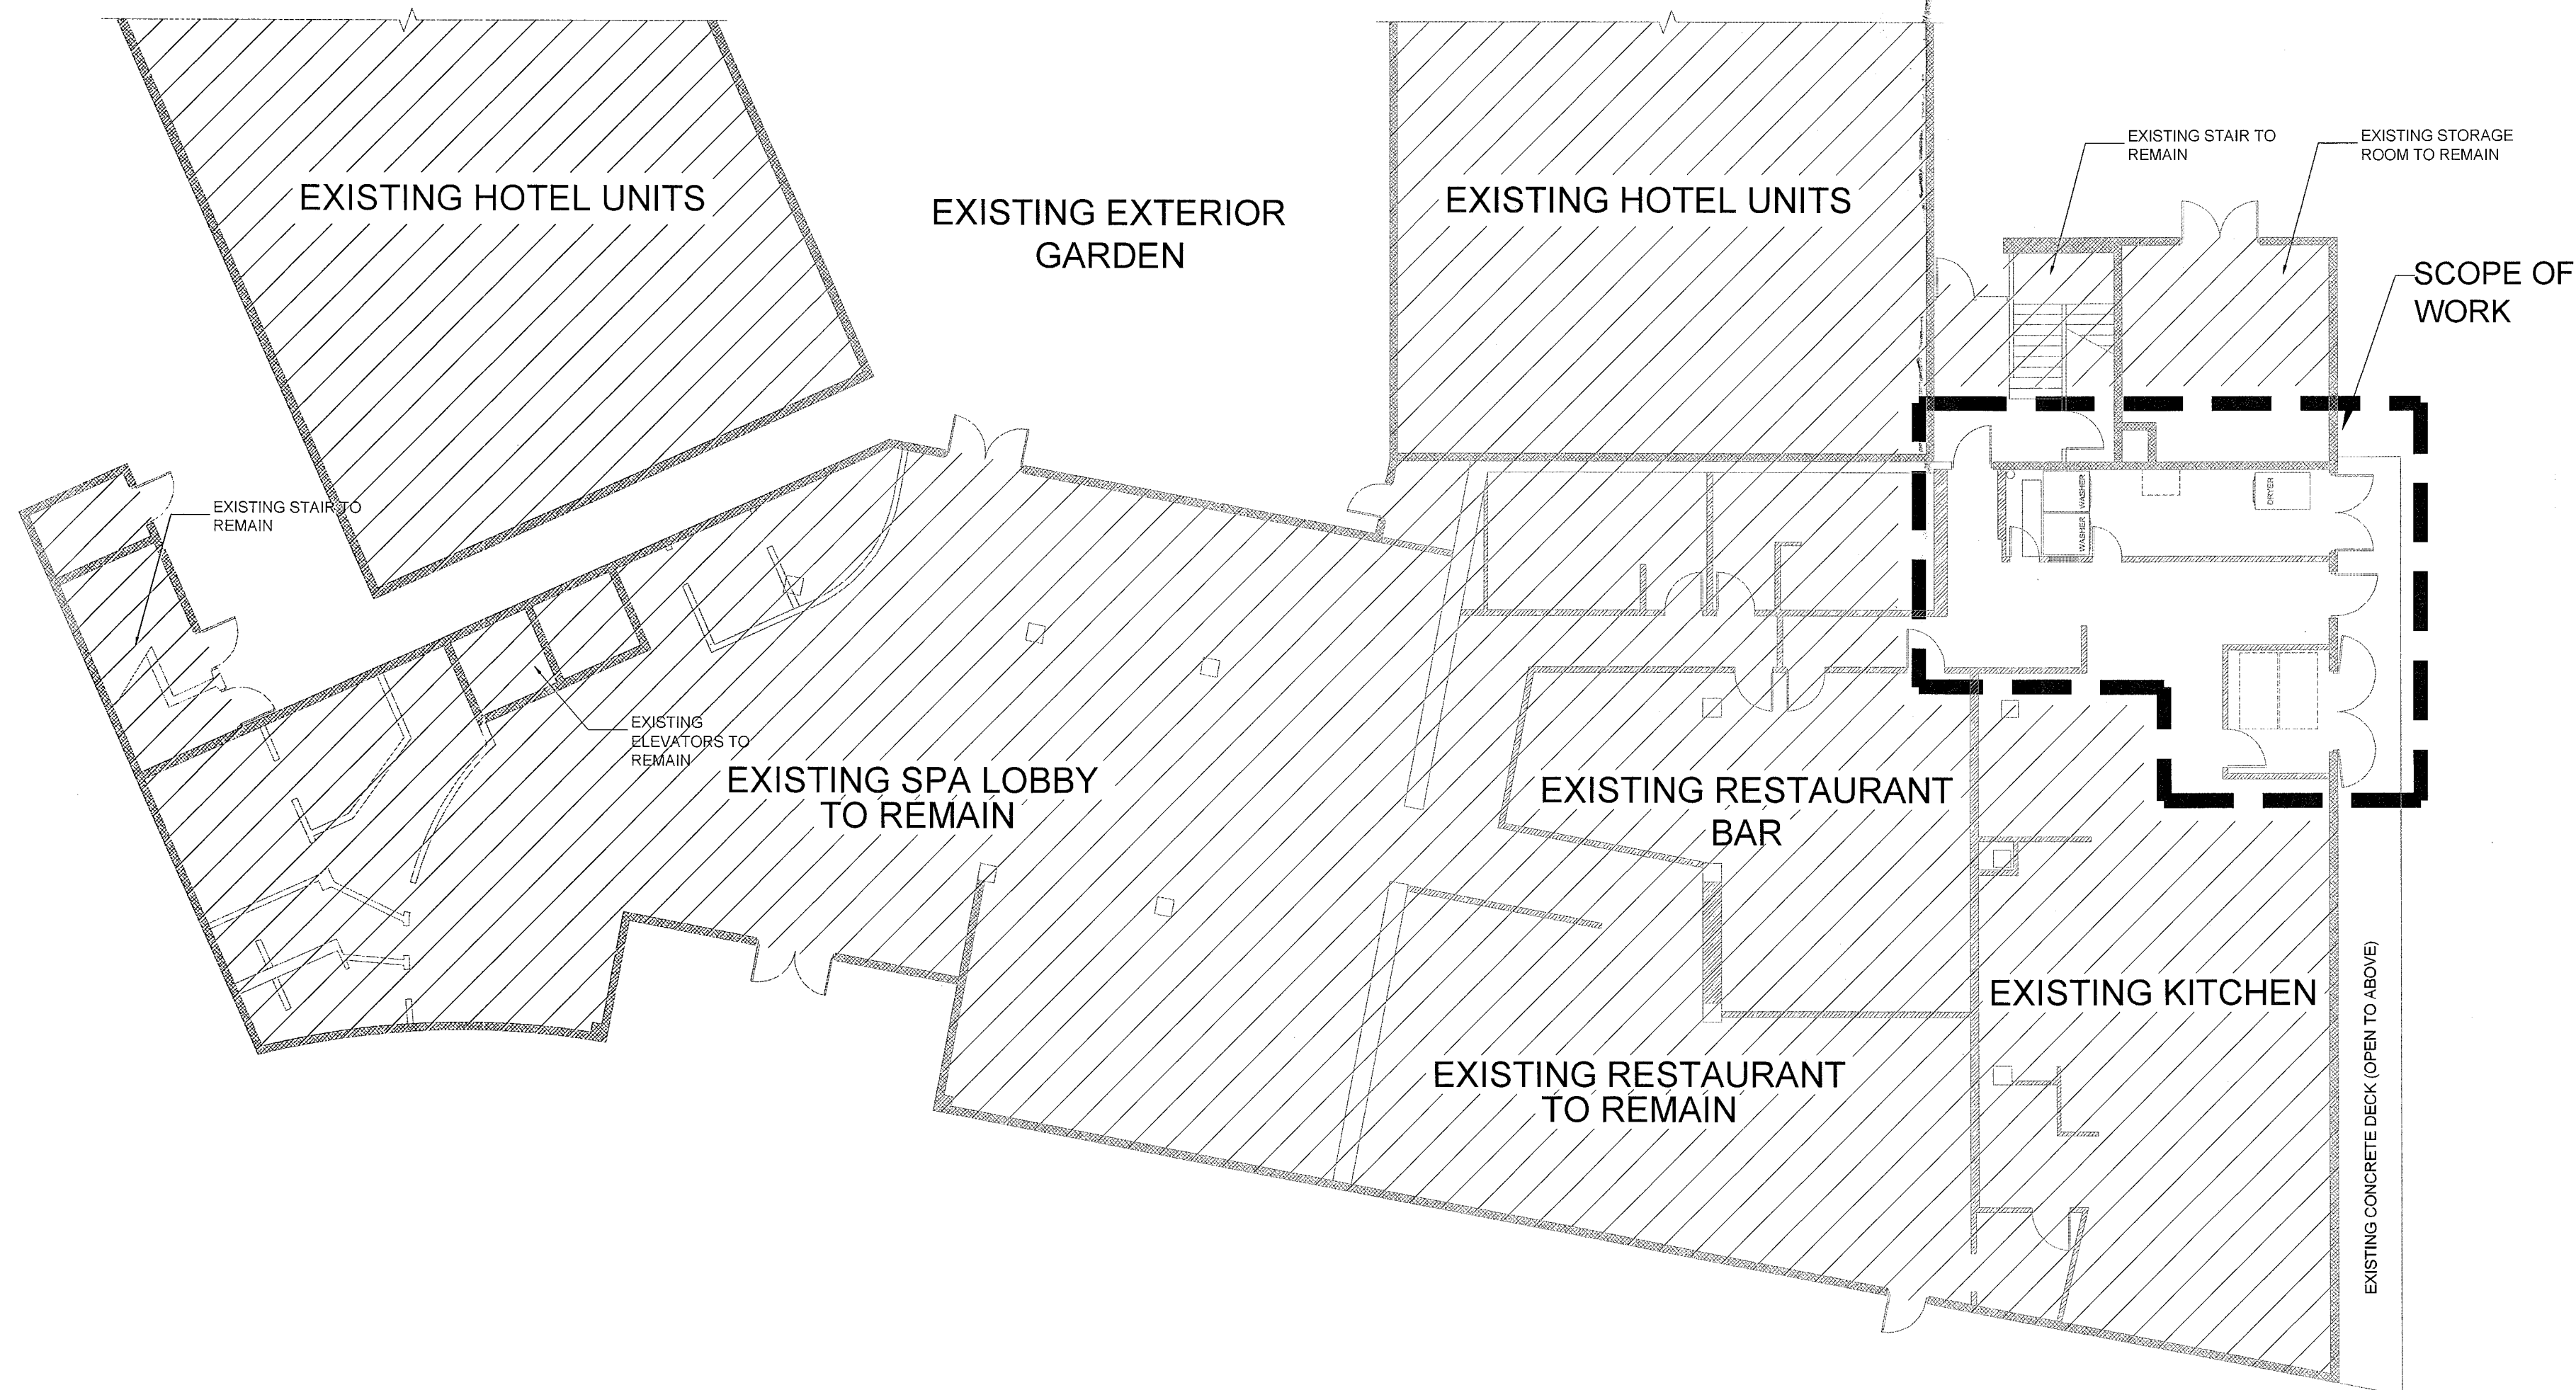 EXISTING HOTEL UNITS
EXISTING EXTERIOR
GARDEN
EXISTING HOTEL UNITS
EXISTING STAIR TO
REMAIN
EXISTING STORAGE
ROOM TO REMAIN
SCOPE OF
WORK
EXISTING STAIR TO
REMAIN
WASHER
WASHER
DRYER
EXISTING
ELEVATORS TO
REMAIN
EXISTING SPA LOBBY
TO REMAIN
EXISTING RESTAURANT
BAR
EXISTING KITCHEN
EXISTING RESTAURANT
TO REMAIN
EXISTING CONCRETE DECK (OPEN TO ABOVE)